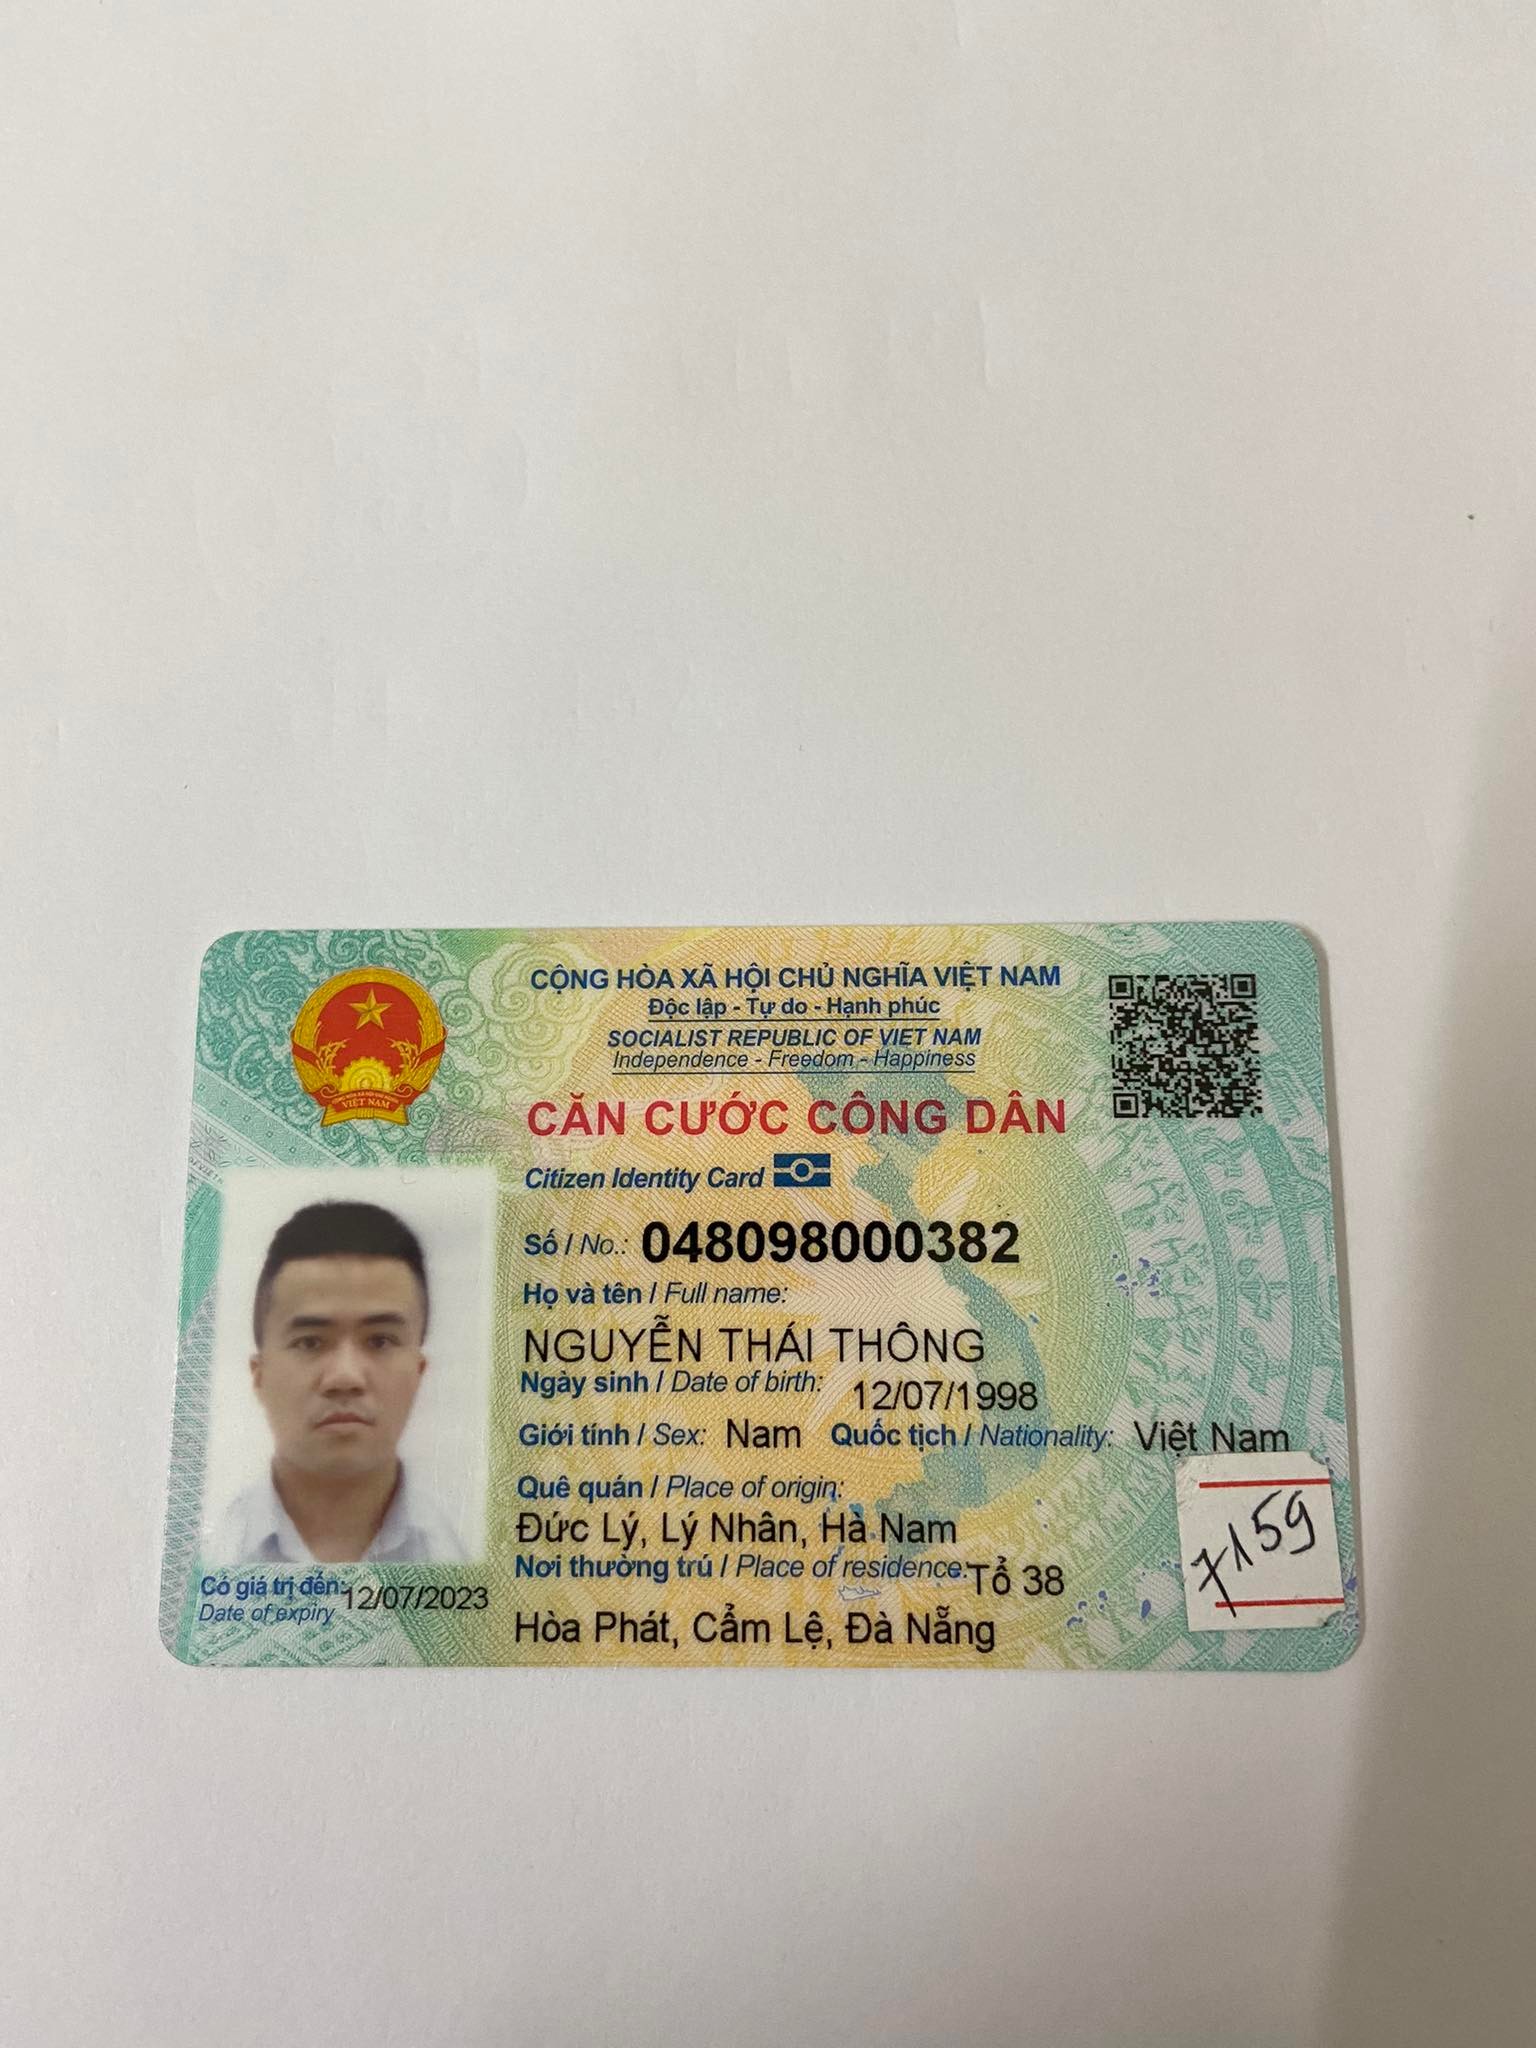 CỘNG HÒA XÃ HỘI CHỦ NGHĨA VIỆT NAM
Độc lập - Tự do - Hạnh phúc
SOCIALIST REPUBLIC OF VIET NAM
Independence - Freedom - Happiness
CĂN CƯỚC CÔNG DÂN
Citizen Identity Card
VIỆT NAM
Số / No.: 048098000382
Họ và tên / Full name:
NGUYỄN THÁI THÔNG
Ngày sinh / Date of birth: 12/07/1998
Giới tính / Sex: Nam Quốc tịch / Nationality: Việt Nam
Quê quán / Place of origin:
Đức Lý, Lý Nhân, Hà Nam
Nơi thường trú / Place of residence: Tổ 38
Hòa Phát, Cẩm Lệ, Đà Nẵng
Có giá trị đến: 12/07/2023
Date of expiry
7159